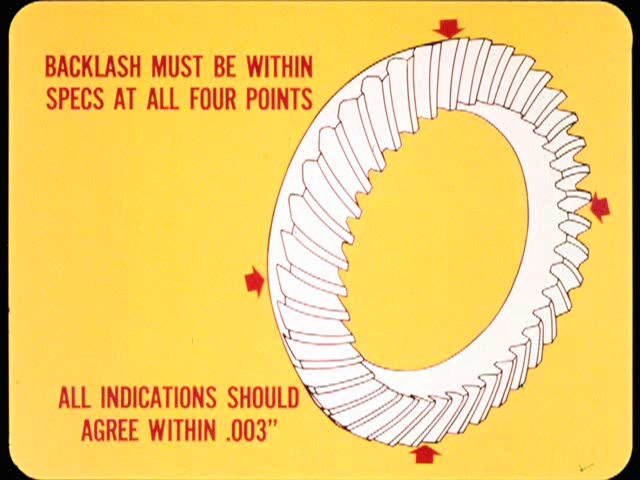 BACKLASH MUST BE WITHIN
SPECS AT ALL FOUR POINTS
ALL INDICATIONS SHOULD
AGREE WITHIN .003”